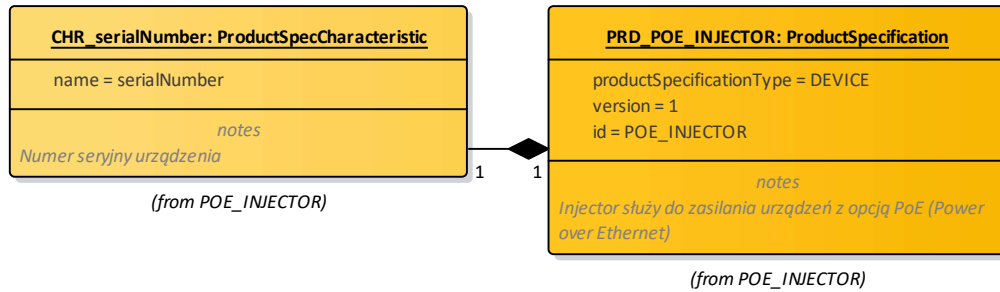 CHR_serialNumber: ProductSpecCharacteristic
name = serialNumber
notes
Numer seryjny urządzenia
(from POE_INJECTOR)
1
1
PRD_POE_INJECTOR: ProductSpecification
productSpecificationType = DEVICE
version = 1
id = POE_INJECTOR
notes
Injector służy do zasilania urządzeń z opcją PoE (Power
over Ethernet)
(from POE_INJECTOR)